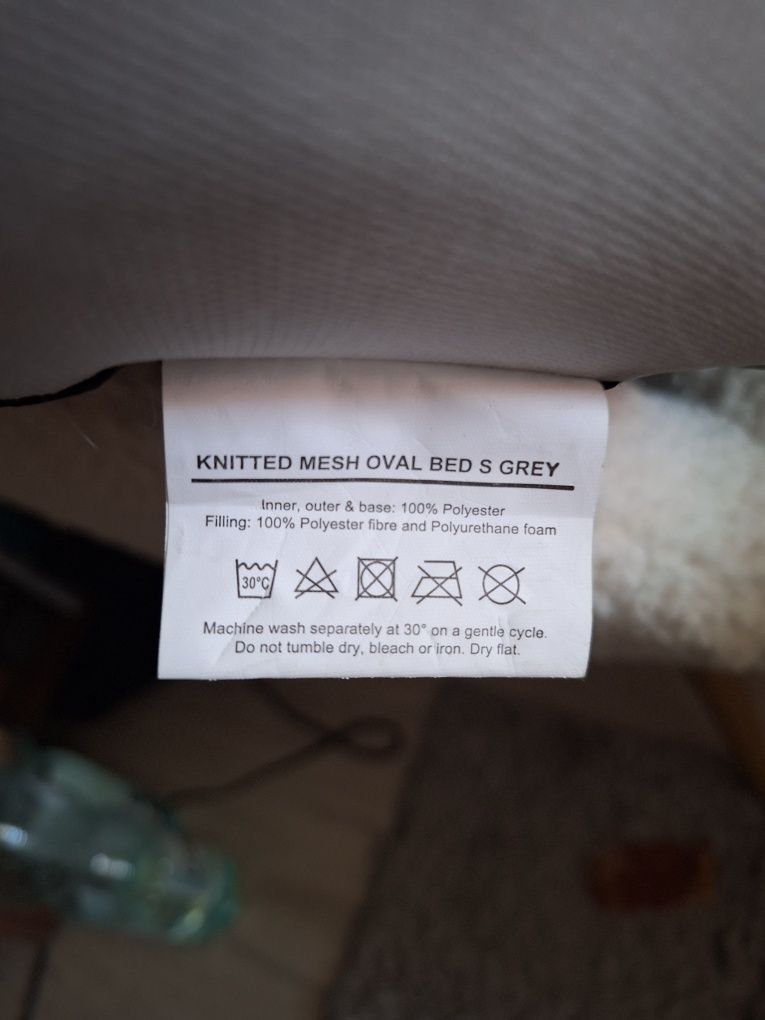 KNITTED MESH OVAL BED S GREY
Inner, outer & base: 100% Polyester
Filling: 100% Polyester fibre and Polyurethane foam
30°C
Machine wash separately at 30° on a gentle cycle.
Do not tumble dry, bleach or iron. Dry flat.